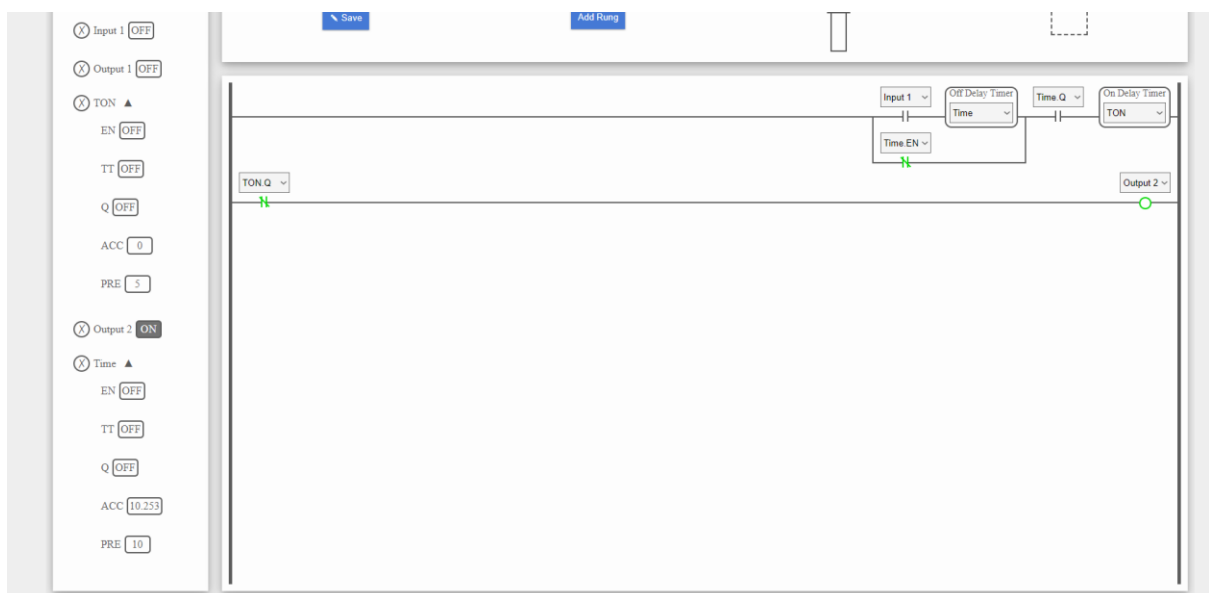 Save
Add Rung
X Input 1 OFF
X Output 1 OFF
X TON ▲
EN OFF
TT OFF
Q OFF
ACC 0
PRE 5
X Output 2 ON
X Time ▲
EN OFF
TT OFF
Q OFF
ACC 10.253
PRE 10
Input 1
Off Delay Timer
Time
Time.Q
On Delay Timer
TON
Time.EN
TON.Q
Output 2